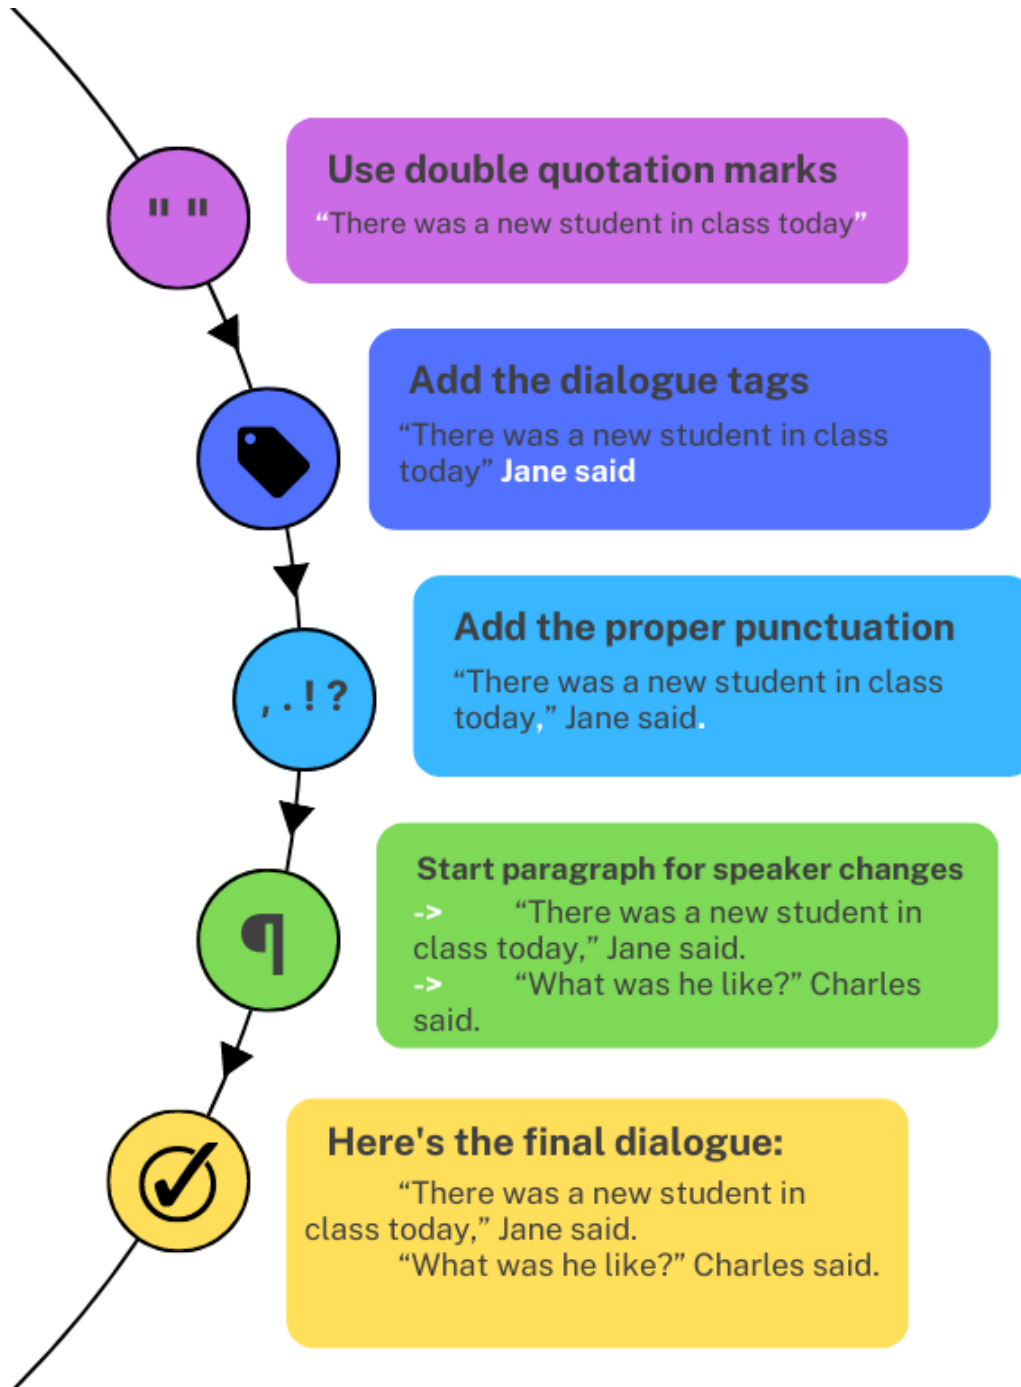 " "
Use double quotation marks
“There was a new student in class today”
Add the dialogue tags
“There was a new student in class
today” Jane said
, . ! ?
Add the proper punctuation
“There was a new student in class
today,” Jane said.
¶
Start paragraph for speaker changes
-> “There was a new student in
class today,” Jane said.
-> “What was he like?” Charles
said.
Here's the final dialogue:
“There was a new student in
class today,” Jane said.
“What was he like?” Charles said.